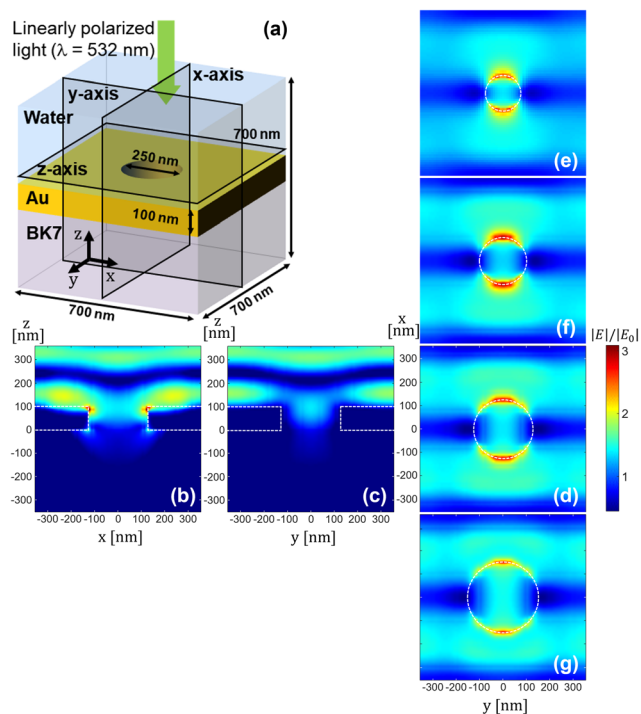 (a)
Linearly polarized
light (λ = 532 nm)
x-axis
y-axis
Water
700 nm
z-axis
250 nm
Au
100 nm
BK7
z
y
x
700 nm
700 nm
z
[nm]
300
200
100
0
-100
-200
-300
(b)
-300 -200 -100 0 100 200 300
x [nm]
z
[nm]
(c)
-300 -200 -100 0 100 200 300
y [nm]
(e)
(f)
x
[nm]
300
200
100
0
-100
-200
-300
(d)
-300 -200 -100 0 100 200 300
(g)
-300 -200 -100 0 100 200 300
y [nm]
|E|/|E₀|
3
2
1